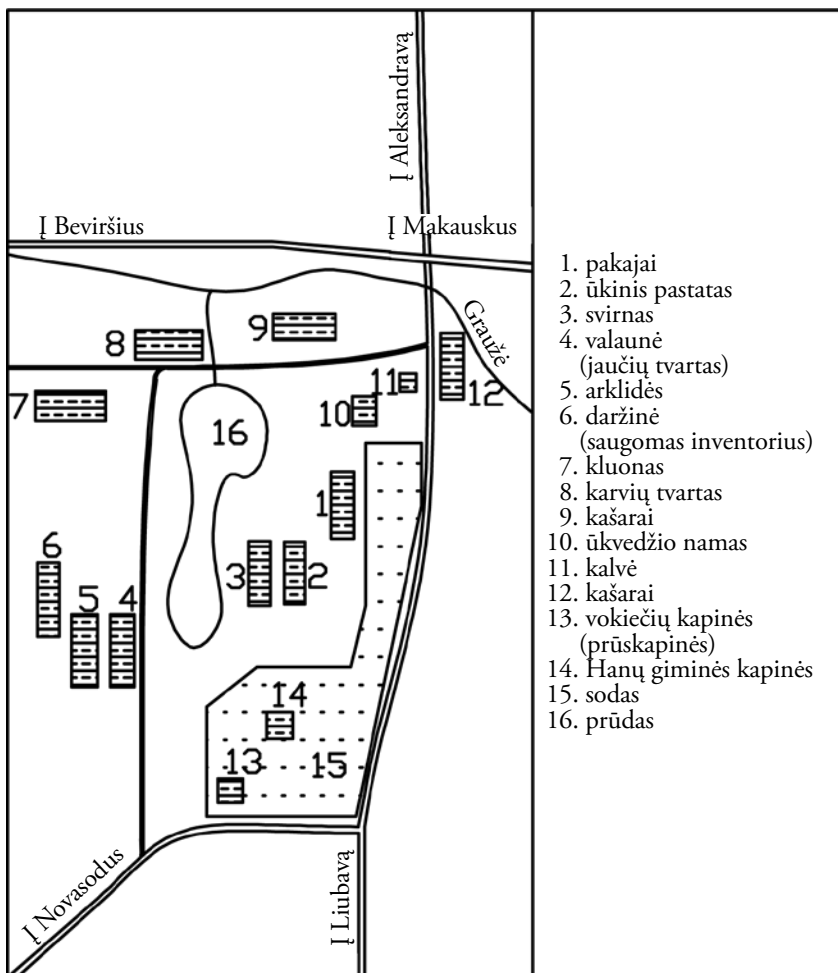 Į Aleksandravą
Į Beviršius
Į Makauskus
Graužė
9
8
11
12
7
10
16
1
6
3
2
5
4
14
13
15
Į Novasodus
Į Liubavą
1. pakajai
2. ūkinis pastatas
3. svirnas
4. valaunė
(jaučių tvartas)
5. arklidės
6. daržinė
(saugomas inventorius)
7. kluonas
8. karvių tvartas
9. kašarai
10. ūkvedžio namas
11. kalvė
12. kašarai
13. vokiečių kapinės
(prūskapinės)
14. Hanų giminės kapinės
15. sodas
16. prūdas